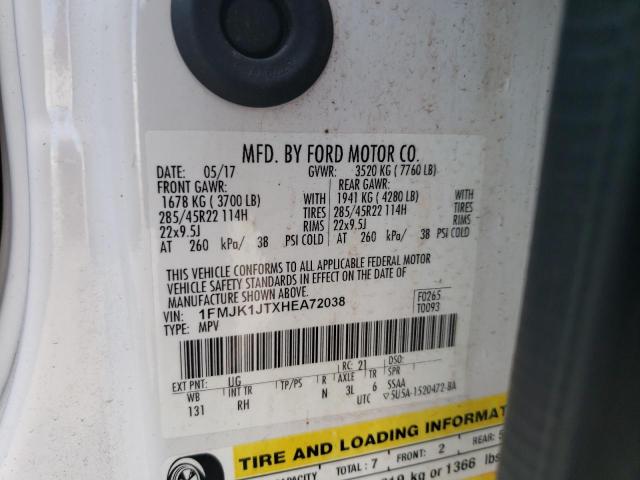 MFD. BY FORD MOTOR CO.
DATE: 05/17 GVWR: 3520 KG ( 7760 LB)
FRONT GAWR: REAR GAWR:
1678 KG ( 3700 LB) WITH 1941 KG ( 4280 LB) WITH
285/45R22 114H TIRES 285/45R22 114H TIRES
22x9.5J RIMS 22x9.5J RIMS
AT 260 kPa/ 38 PSI COLD AT 260 kPa/ 38 PSI COLD
THIS VEHICLE CONFORMS TO ALL APPLICABLE FEDERAL MOTOR
VEHICLE SAFETY STANDARDS IN EFFECT ON THE DATE OF
MANUFACTURE SHOWN ABOVE.
VIN: 1FMJK1JTXHEA72038 F0265
TYPE: MPV T0093
RC: 21 DSO:
EXT PNT: UG
WB INT TR TP/PS R AXLE TR SPR
131 RH N 3L 6 SSAA
UTC 5U5A-1520472-BA
TIRE AND LOADING INFORMAT
CAPACITY TOTAL: 7 FRONT: 2 REAR: 5
kg or 1366 lbs